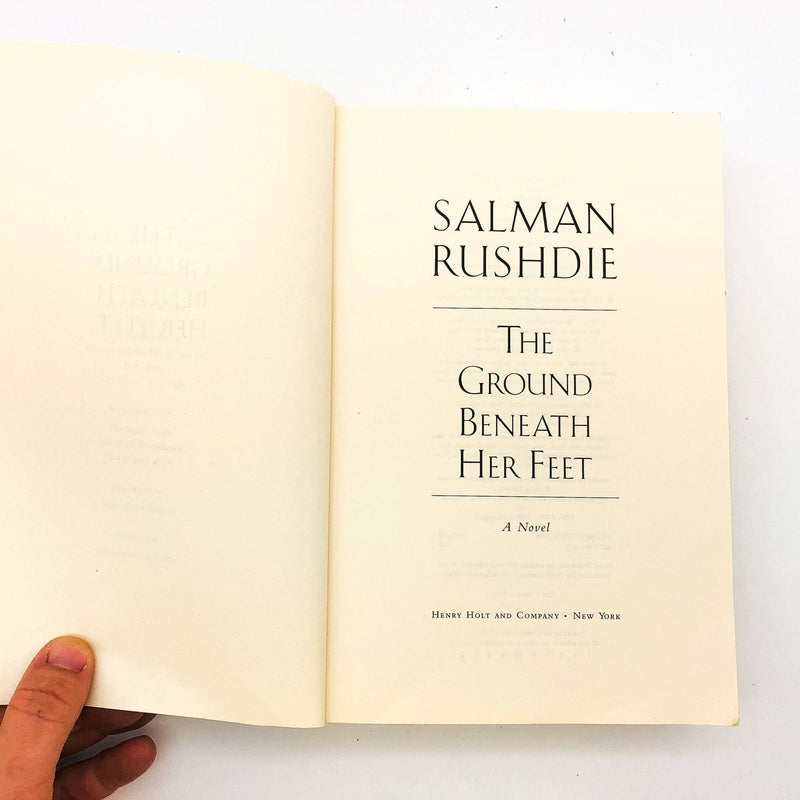 SALMAN
RUSHDIE
THE
GROUND
BENEATH
HER FEET
A Novel
HENRY HOLT AND COMPANY • NEW YORK